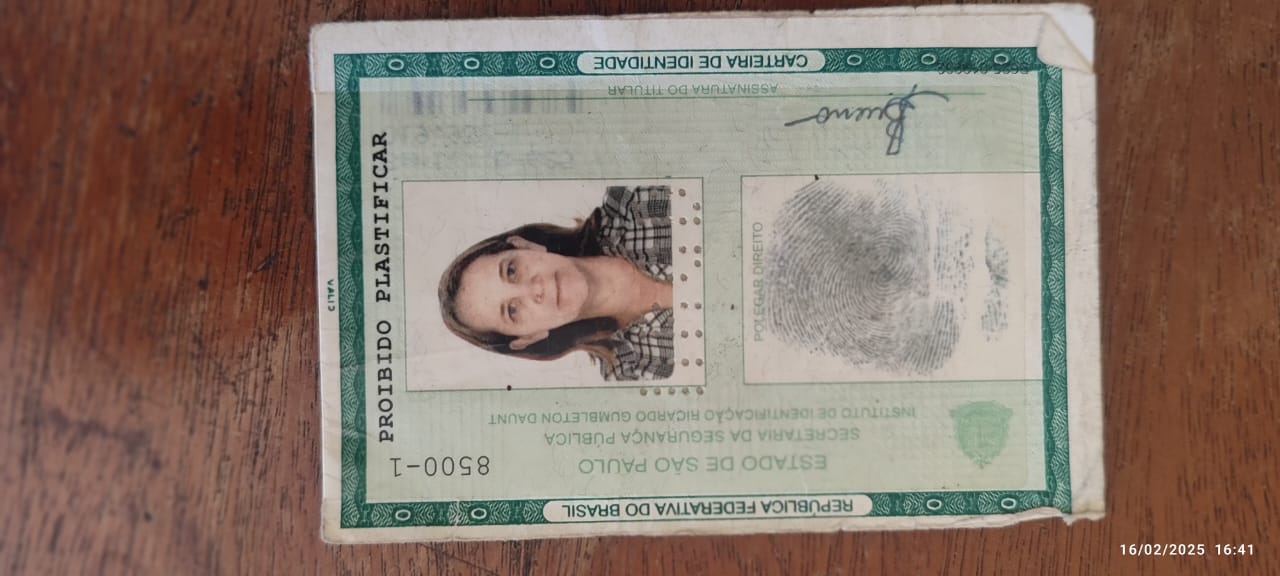 REPÚBLICA FEDERATIVA DO BRASIL
8500-1
ESTADO DE SÃO PAULO
SECRETARIA DA SEGURANÇA PÚBLICA
INSTITUTO DE IDENTIFICAÇÃO RICARDO GUMBLETON DAUNT
PROIBIDO PLASTIFICAR
POLEGAR DIREITO
Bueno
ASSINATURA DO TITULAR
CARTEIRA DE IDENTIDADE
16/02/2025 16:41